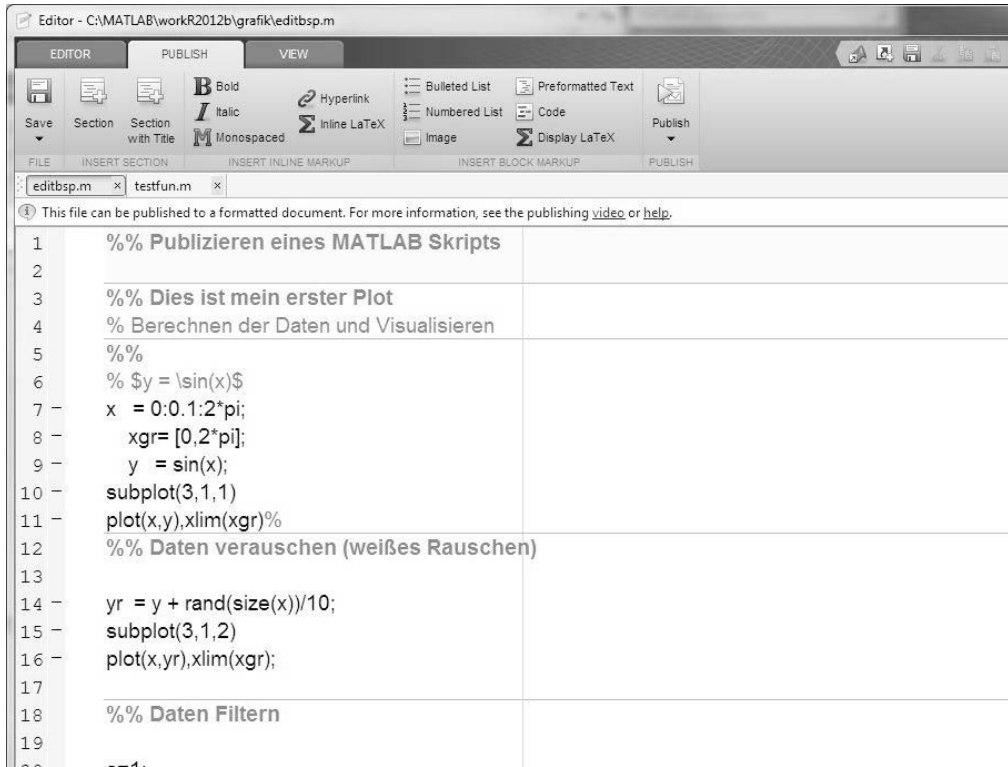 Editor - C:\MATLAB\workR2012b\grafik\editbsp.m
EDITOR PUBLISH VIEW
Save
Section
Section with Title
Bold
Italic
Monospaced
Hyperlink
Inline LaTeX
Bulleted List
Numbered List
Image
Preformatted Text
Code
Display LaTeX
Publish
FILE INSERT SECTION INSERT INLINE MARKUP INSERT BLOCK MARKUP PUBLISH
editbsp.m × testfun.m ×
This file can be published to a formatted document. For more information, see the publishing video or help.
1 %% Publizieren eines MATLAB Skripts
2
3 %% Dies ist mein erster Plot
4 % Berechnen der Daten und Visualisieren
5 %%
6 % $y = \sin(x)$
7 – x = 0:0.1:2*pi;
8 – xgr= [0,2*pi];
9 – y = sin(x);
10 – subplot(3,1,1)
11 – plot(x,y),xlim(xgr)%
12 %% Daten verauschen (weißes Rauschen)
13
14 – yr = y + rand(size(x))/10;
15 – subplot(3,1,2)
16 – plot(x,yr),xlim(xgr);
17
18 %% Daten Filtern
19